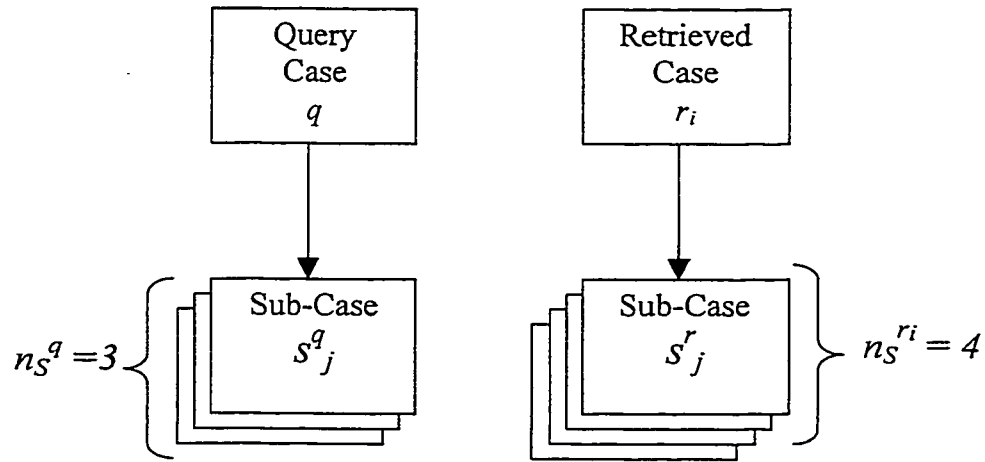 Query
Case
q
Retrieved
Case
r_i
Sub-Case
s^q_j
n_S^q =3
Sub-Case
s^r_j
n_S^{r_i} = 4